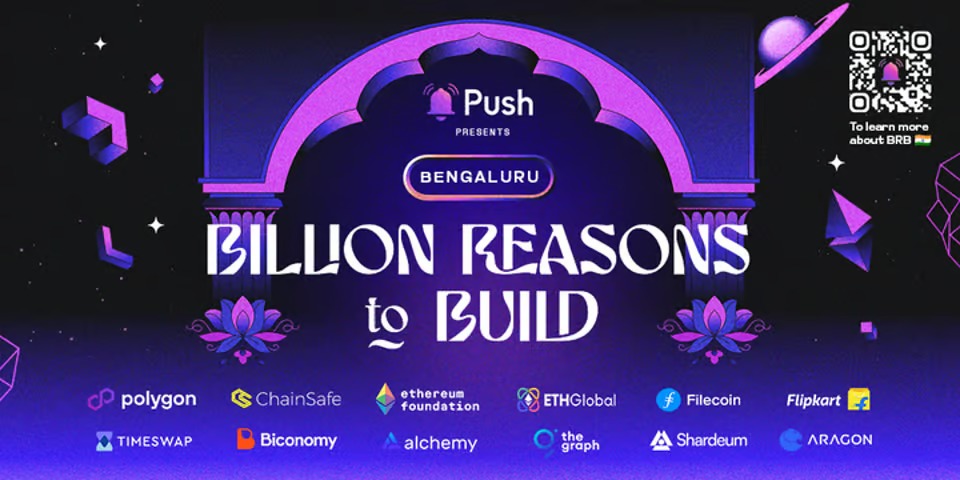 Push
PRESENTS
BENGALURU
BILLION REASONS
to BUILD
To learn more
about BRB 🇮🇳
polygon
ChainSafe
ethereum
foundation
ETHGlobal
Filecoin
Flipkart
TIMESWAP
Biconomy
alchemy
the
graph
Shardeum
ARAGON